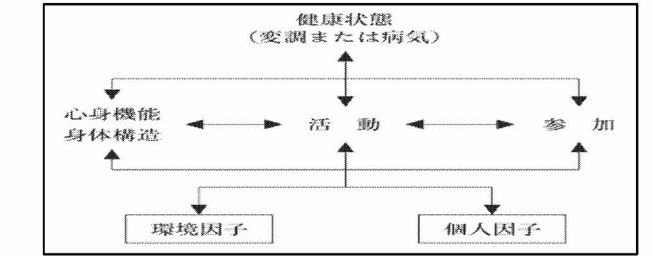 健康状態
(変調または病気)
心身機能
身体構造
活 動
参 加
環境因子
個人因子